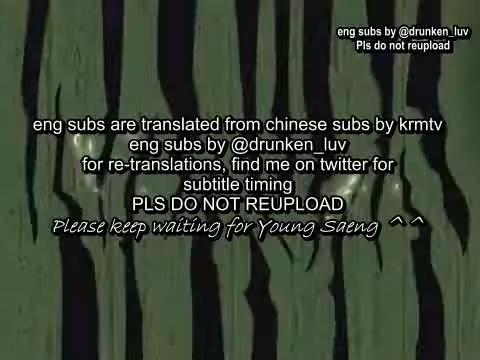 eng subs by @drunken_luv
Pls do not reupload
eng subs are translated from chinese subs by krmtv
eng subs by @drunken_luv
for re-translations, find me on twitter for
subtitle timing
PLS DO NOT REUPLOAD
Please keep waiting for Young Saeng ^^